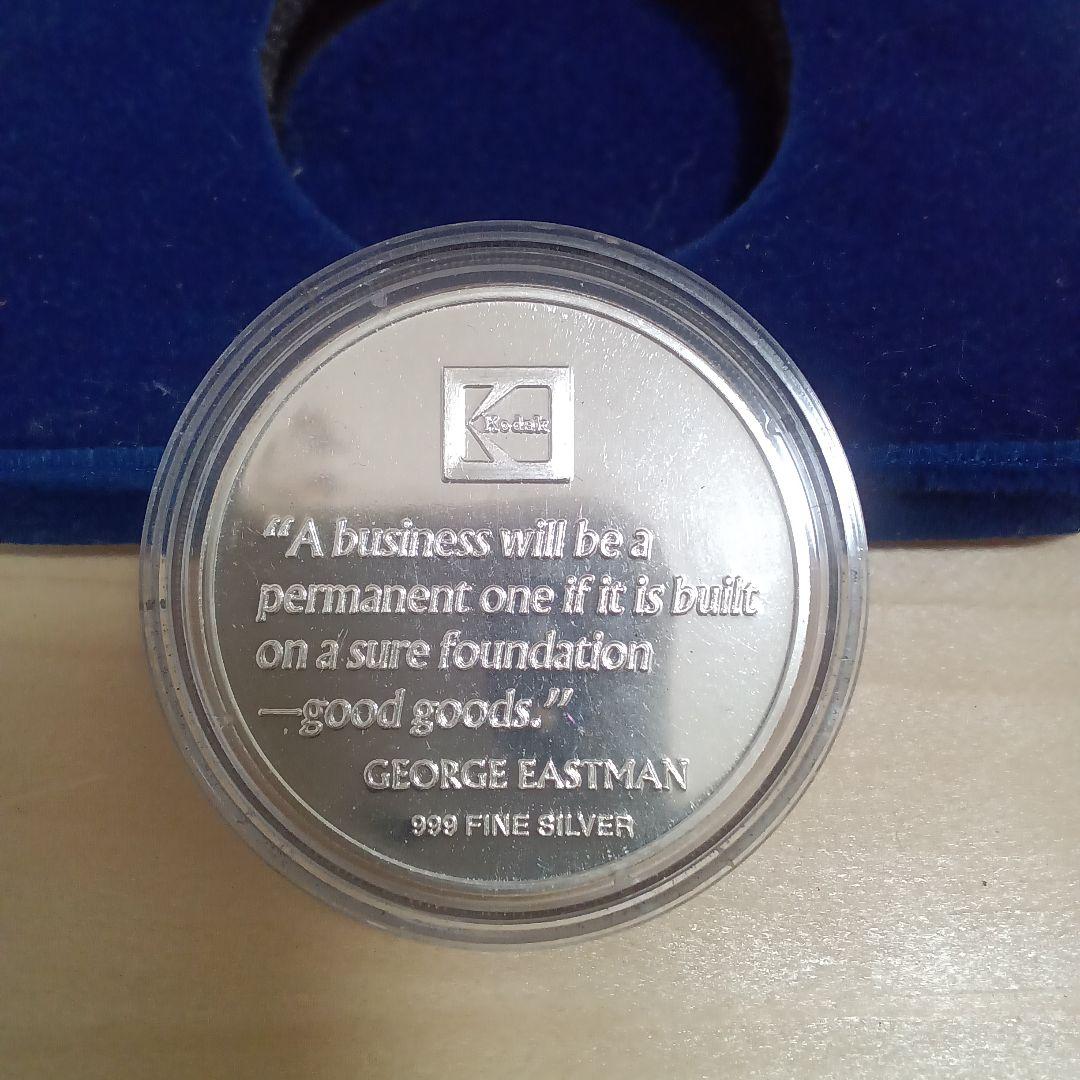 Kodak
“A business will be a
permanent one if it is built
on a sure foundation
—good goods.”
GEORGE EASTMAN
999 FINE SILVER